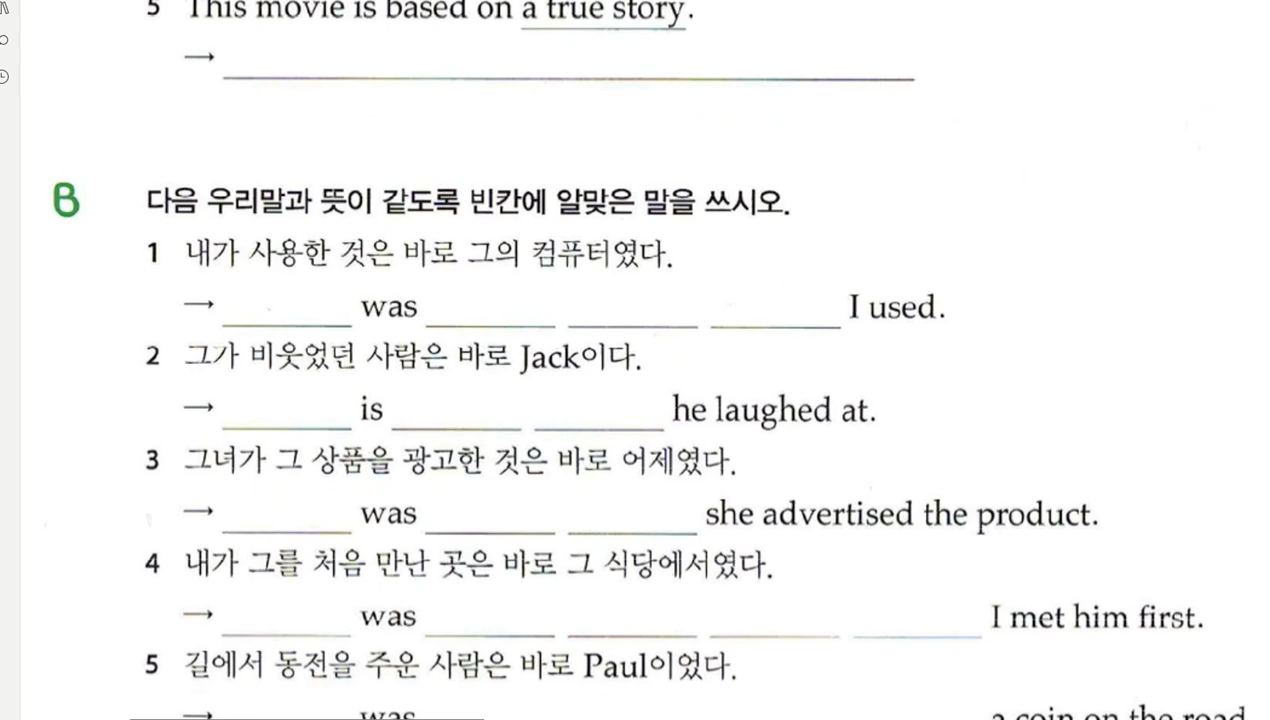 5 This movie is based on a true story.
→
B 다음 우리말과 뜻이 같도록 빈칸에 알맞은 말을 쓰시오.
1 내가 사용한 것은 바로 그의 컴퓨터였다.
→ was I used.
2 그가 비웃었던 사람은 바로 Jack이다.
→ is he laughed at.
3 그녀가 그 상품을 광고한 것은 바로 어제였다.
→ was she advertised the product.
4 내가 그를 처음 만난 곳은 바로 그 식당에서였다.
→ was I met him first.
5 길에서 동전을 주운 사람은 바로 Paul이었다.
→ was a coin on the road